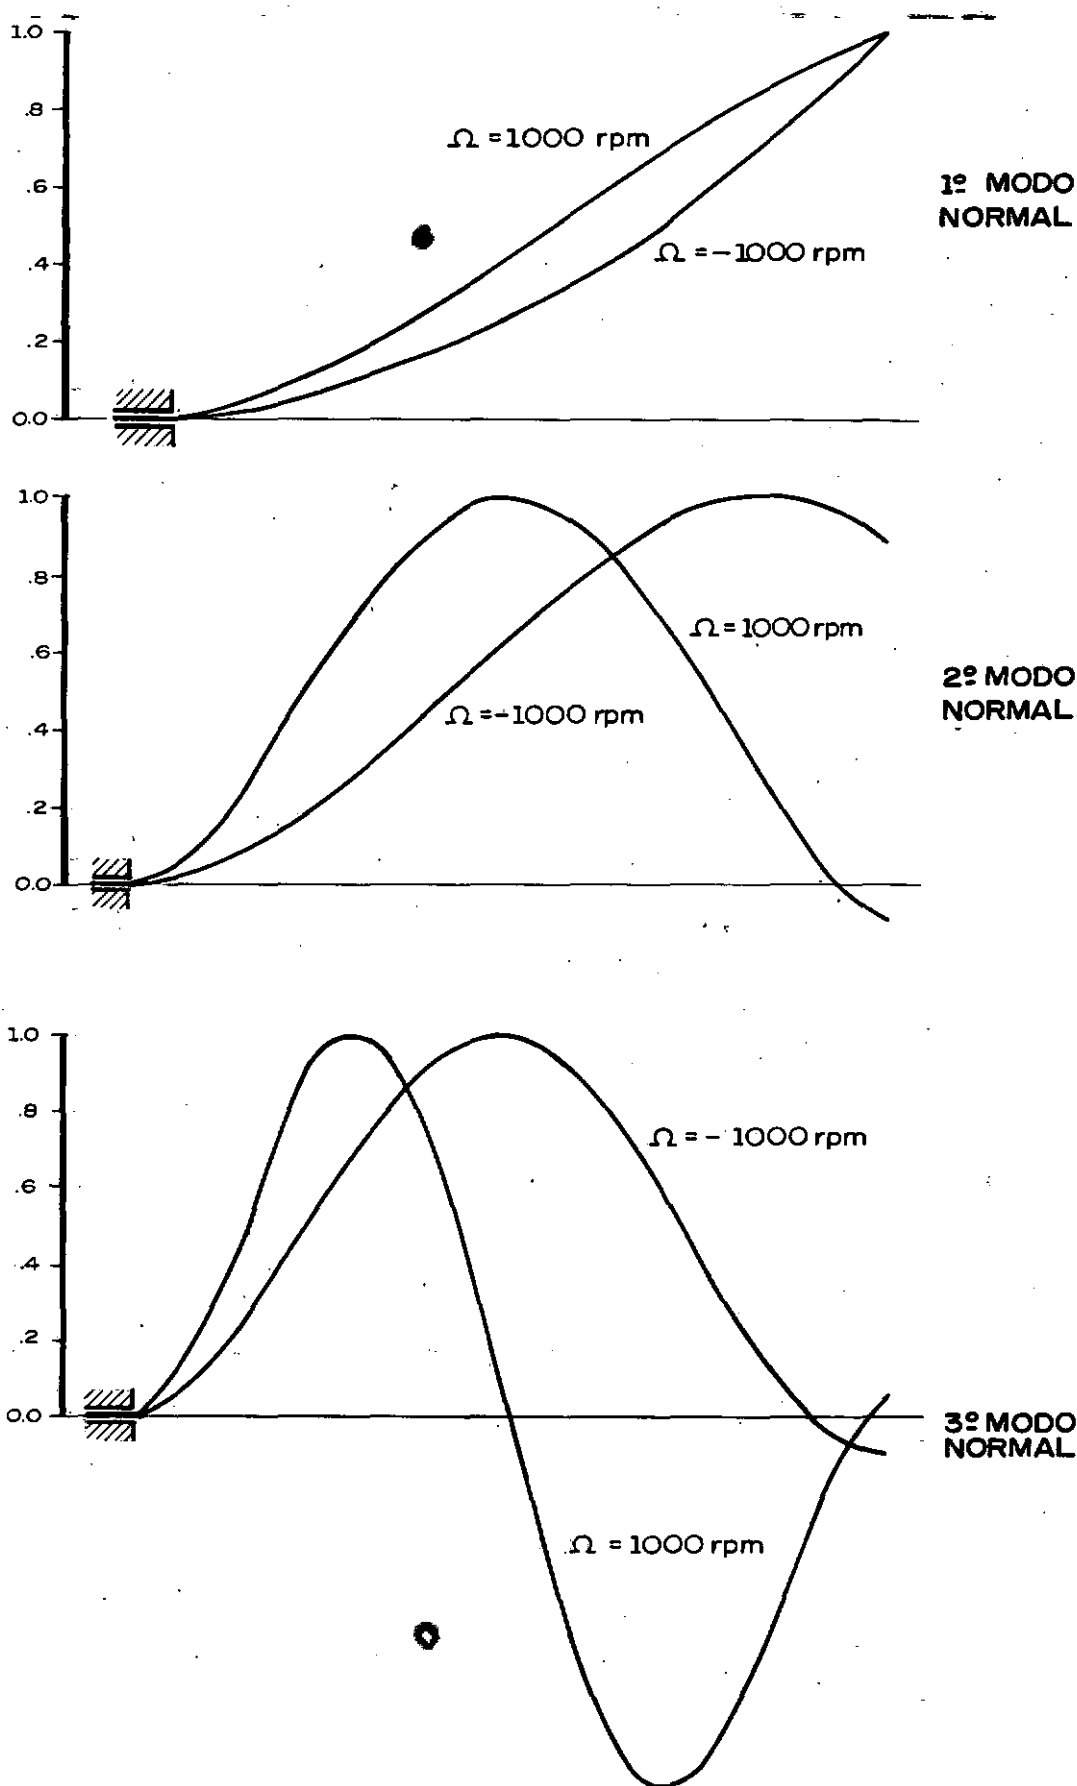 1.0
.8
.6
.4
.2
0.0
Ω = 1000 rpm
Ω = -1000 rpm
1º MODO
NORMAL
1.0
.8
.6
.4
.2
0.0
Ω = 1000 rpm
Ω = -1000 rpm
2º MODO
NORMAL
1.0
.8
.6
.4
.2
0.0
Ω = - 1000 rpm
3º MODO
NORMAL
Ω = 1000 rpm